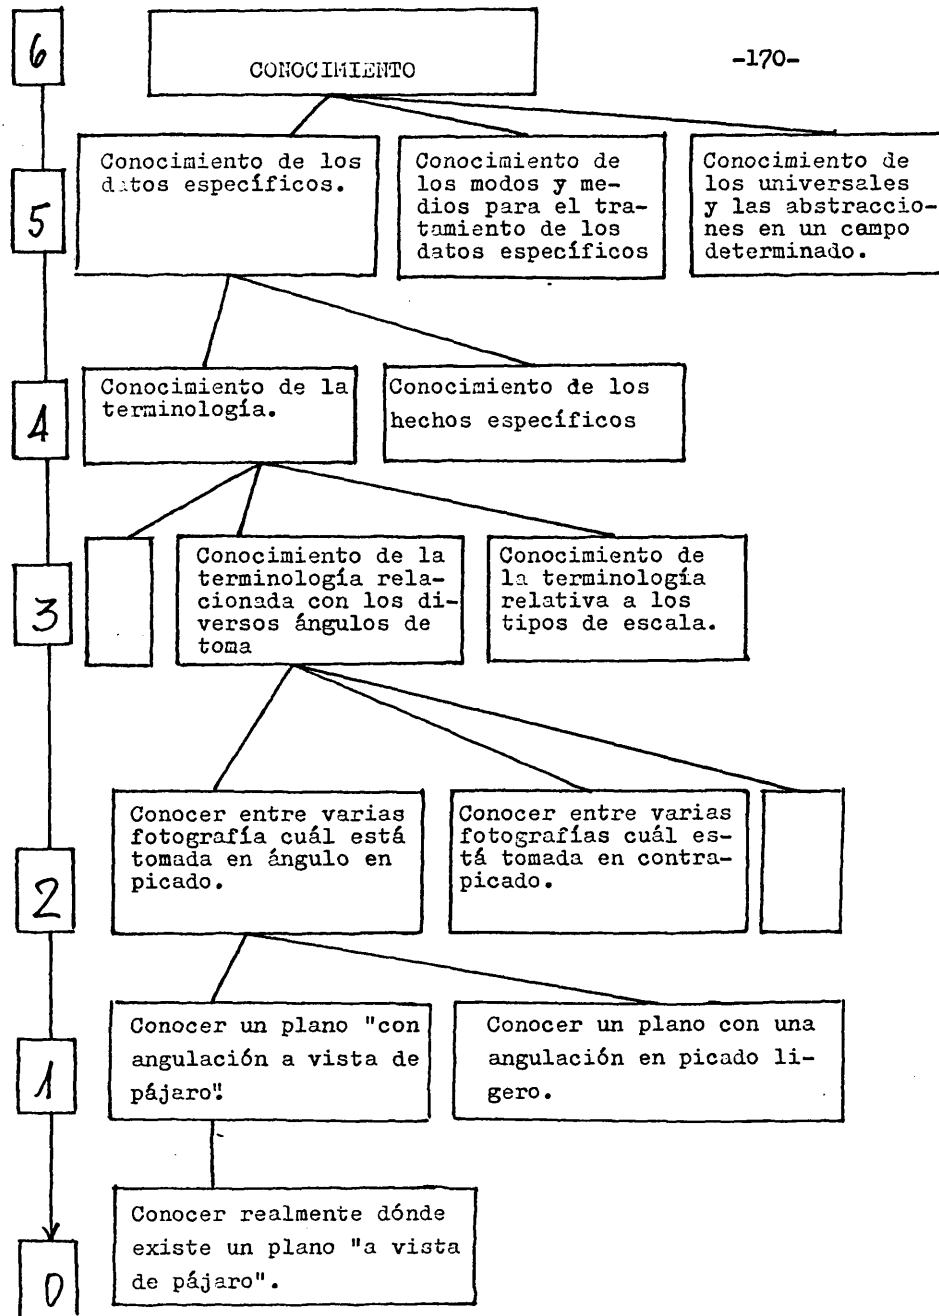 6
CONOCIMIENTO
-170-
5
Conocimiento de los
datos específicos.
Conocimiento de
los modos y me-
dios para el tra-
tamiento de los
datos específicos
Conocimiento de
los universales
y las abstraccio-
nes en un campo
determinado.
4
Conocimiento de la
terminología.
Conocimiento de los
hechos específicos
3
Conocimiento de la
terminología rela-
cionada con los di-
versos ángulos de
toma
Conocimiento de
la terminología
relativa a los
tipos de escala.
2
Conocer entre varias
fotografía cuál está
tomada en ángulo en
picado.
Conocer entre varias
fotografías cuál es-
tá tomada en contra-
picado.
1
Conocer un plano "con
angulación a vista de
pájaro".
Conocer un plano con una
angulación en picado li-
gero.
0
Conocer realmente dónde
existe un plano "a vista
de pájaro".